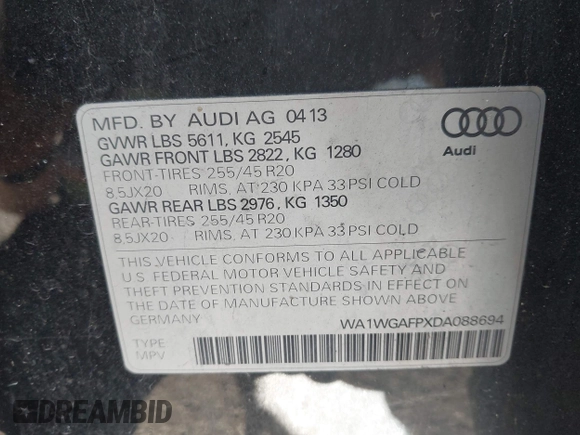 MFD. BY AUDI AG 0413
GVWR LBS 5611, KG 2545
GAWR FRONT LBS 2822, KG 1280
FRONT-TIRES 255/45 R20
8,5JX20 RIMS, AT 230 KPA 33 PSI COLD
GAWR REAR LBS 2976, KG 1350
REAR-TIRES 255/45 R20
8,5JX20 RIMS, AT 230 KPA 33 PSI COLD
THIS VEHICLE CONFORMS TO ALL APPLICABLE
U.S. FEDERAL MOTOR VEHICLE SAFETY AND
THEFT PREVENTION STANDARDS IN EFFECT ON
THE DATE OF MANUFACTURE SHOWN ABOVE.
GERMANY
WA1WGAFPXDA088694
TYPE
MPV
Audi
DREAMBID